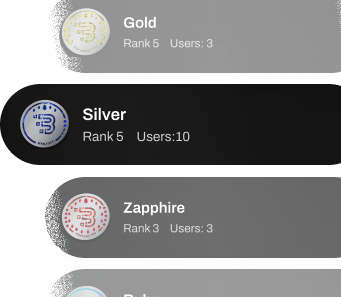 Gold
Rank 5 Users: 3
Silver
Rank 5 Users:10
Zapphire
Rank 3 Users: 3